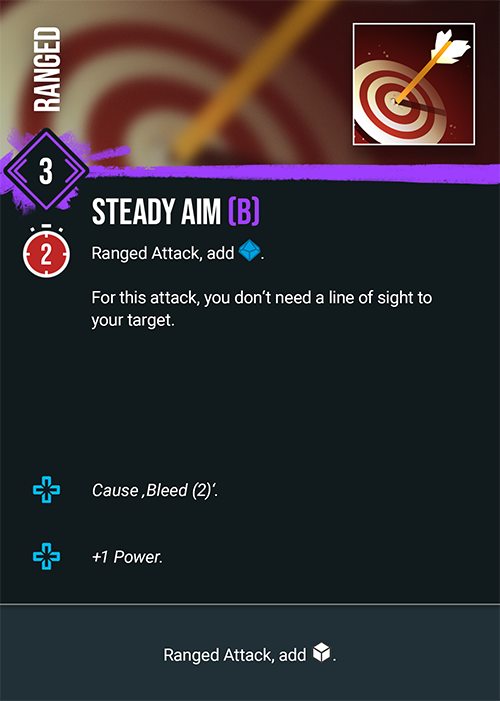 RANGED
3
STEADY AIM (B)
2
Ranged Attack, add .
For this attack, you don‘t need a line of sight to
your target.
Cause ‚Bleed (2)‘.
+1 Power.
Ranged Attack, add .